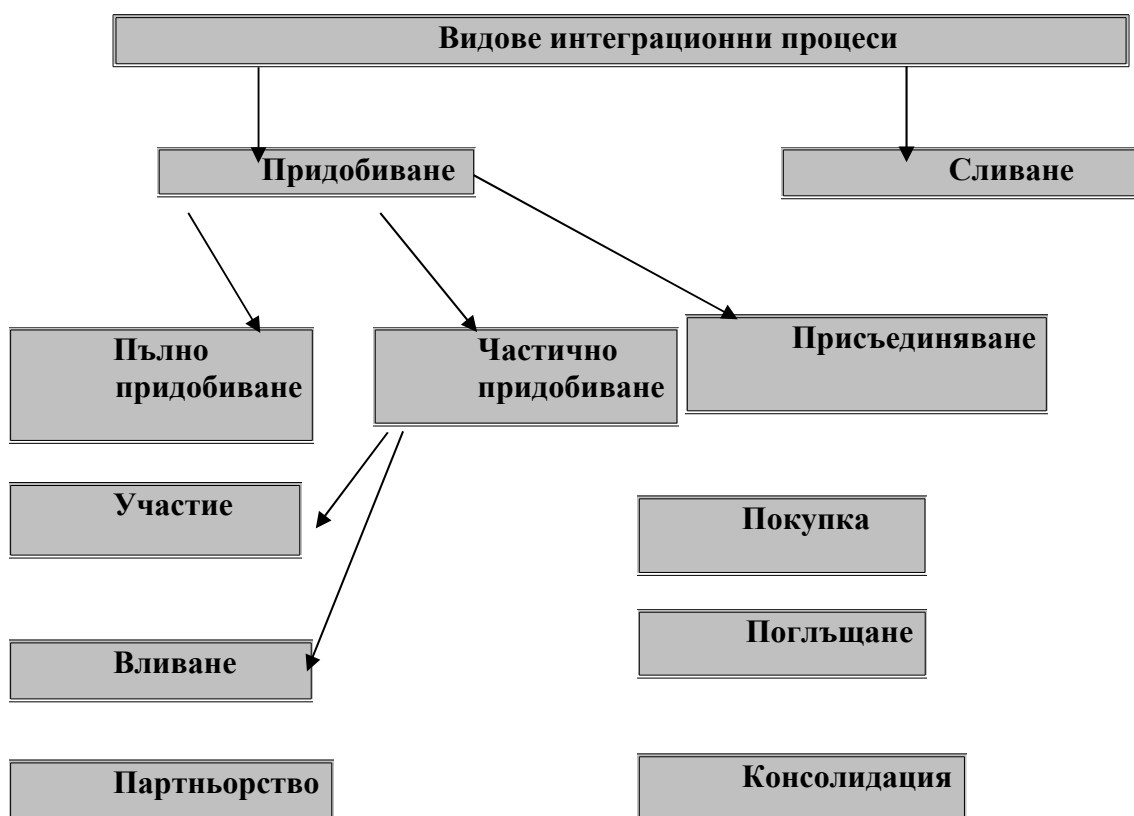 Видове интеграционни процеси
Придобиване
Сливане
Пълно
придобиване
Частично
придобиване
Присъединяване
Участие
Покупка
Вливане
Поглъщане
Партньорство
Консолидация